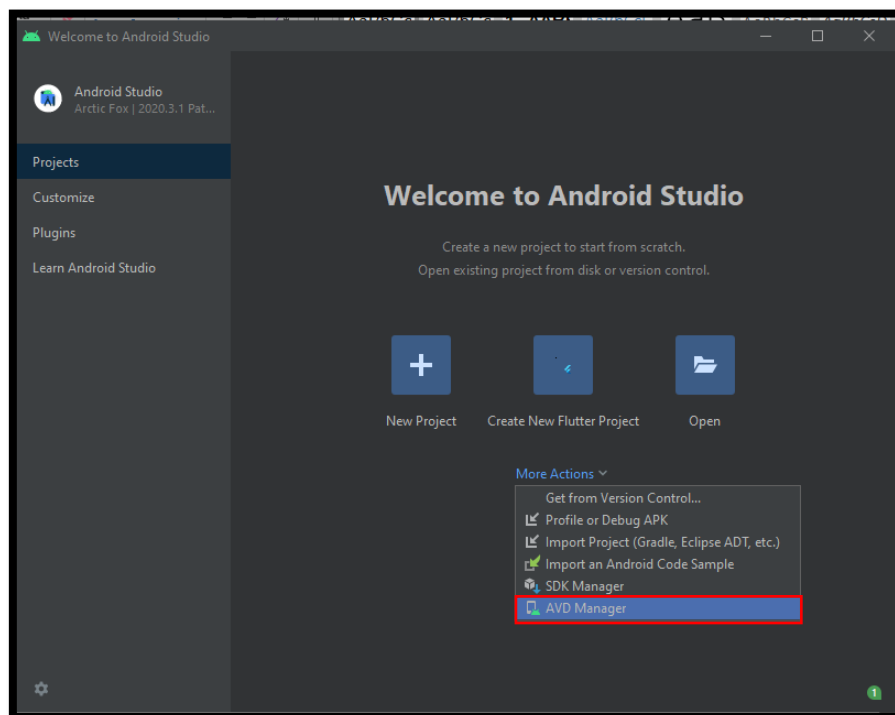 Welcome to Android Studio
Android Studio
Arctic Fox | 2020.3.1 Pat...
Projects
Customize
Plugins
Learn Android Studio
Welcome to Android Studio
Create a new project to start from scratch.
Open existing project from disk or version control.
New Project
Create New Flutter Project
Open
More Actions
Get from Version Control...
Profile or Debug APK
Import Project (Gradle, Eclipse ADT, etc.)
Import an Android Code Sample
SDK Manager
AVD Manager
1